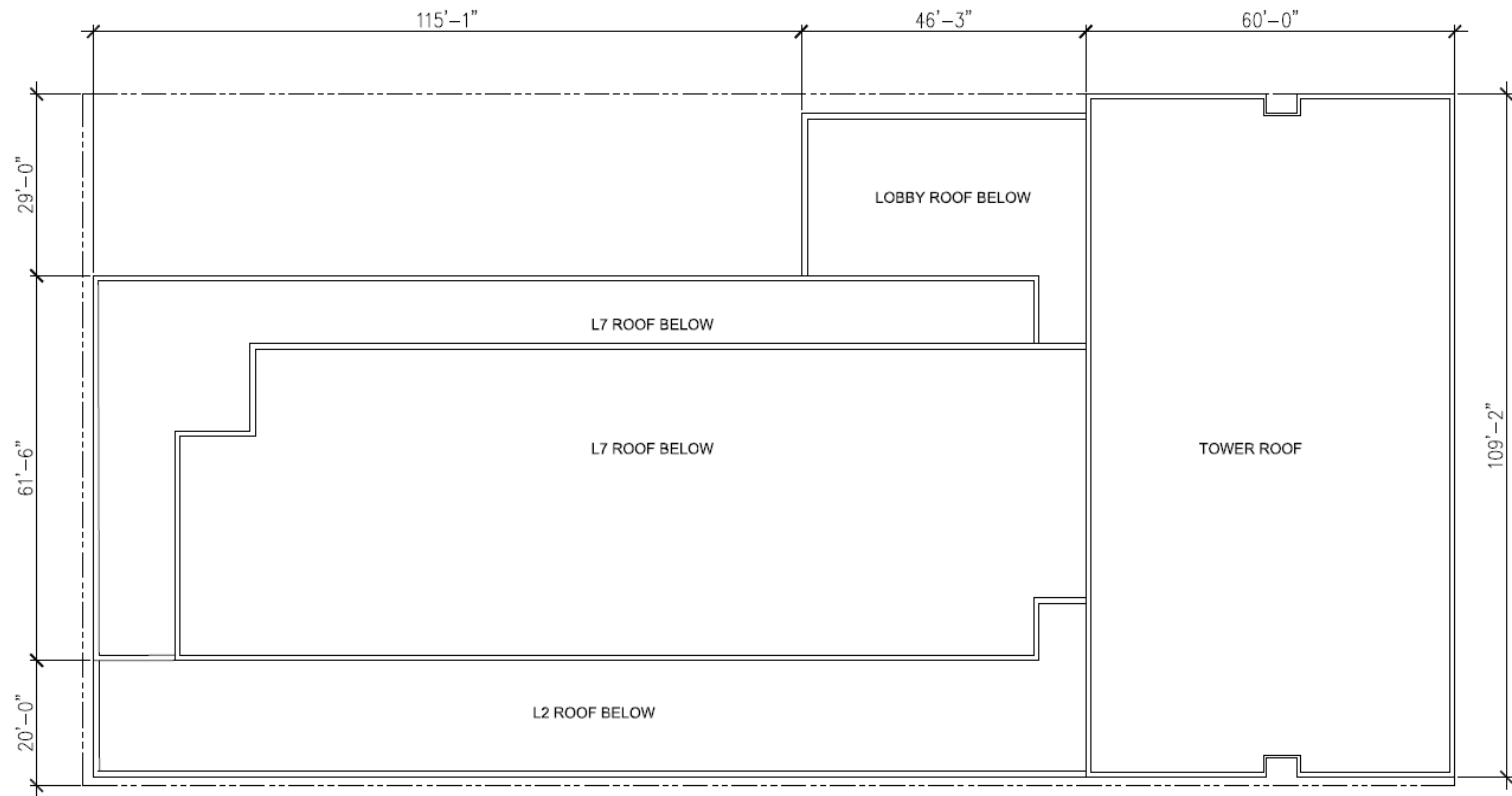 115’-1”
46’-3”
60’-0”
29’-0”
LOBBY ROOF BELOW
L7 ROOF BELOW
61’-6”
L7 ROOF BELOW
TOWER ROOF
109’-2”
20’-0”
L2 ROOF BELOW